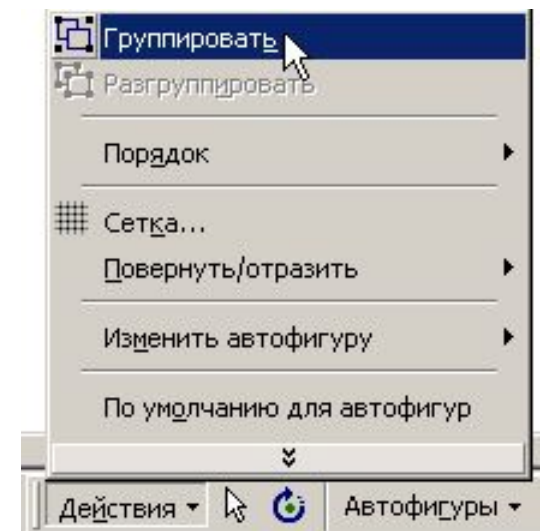 Группировать
Разгруппировать
Порядок
Сетка...
Повернуть/отразить
Изменить автофигуру
По умолчанию для автофигур
Действия Автофигуры